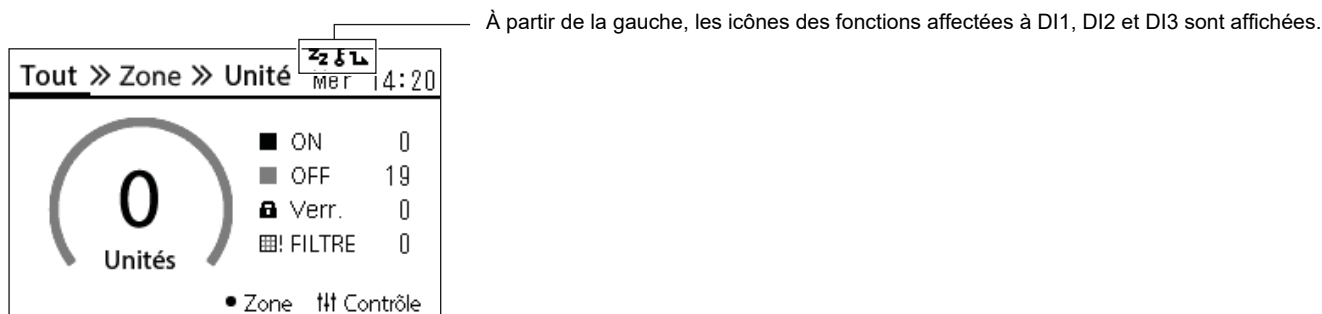 À partir de la gauche, les icônes des fonctions affectées à DI1, DI2 et DI3 sont affichées.
Tout » Zone » Unité Mer 14:20
ON 0
OFF 19
Verr. 0
! FILTRE 0
0
Unités
• Zone Contrôle